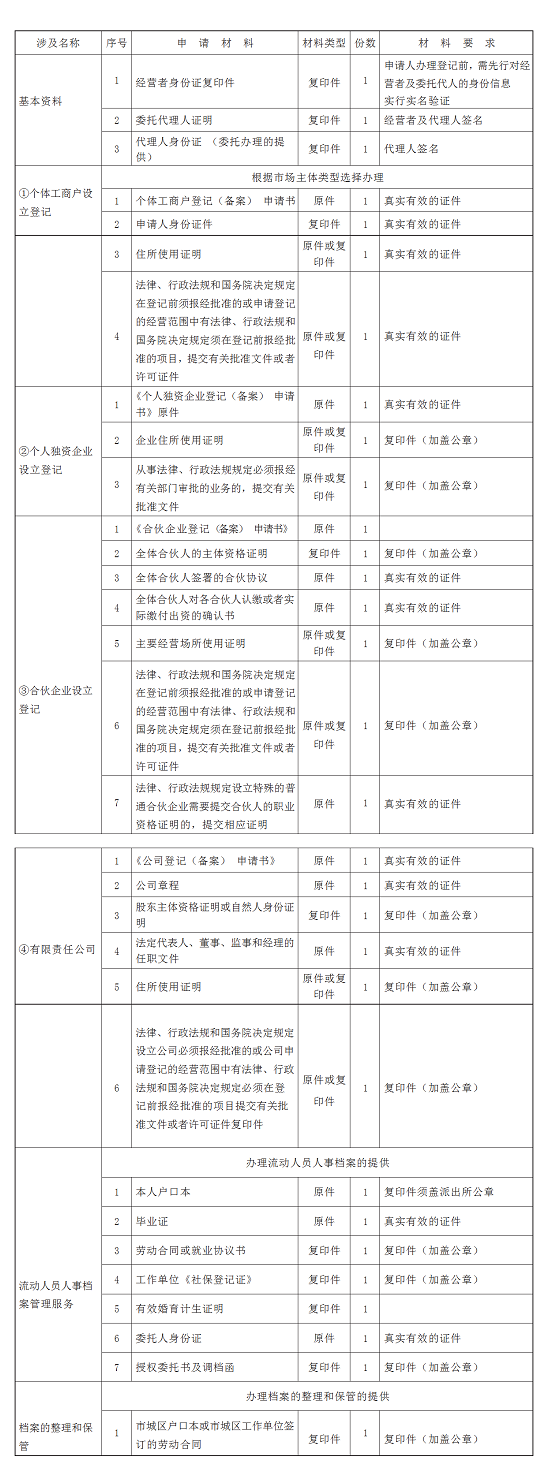 涉及名称 序号 申 请 材 料 材料类型 份数 材 料 要 求
基本资料
1 经营者身份证复印件 复印件 1 申请人办理登记前，需先行对经
营者及委托代人的身份信息
实行实名验证
2 委托代理人证明 复印件 1 经营者及代理人签名
3 代理人身份证 （委托办理的提
供） 复印件 1 代理人签名
①个体工商户设
立登记
根据市场主体类型选择办理
1 个体工商户登记（备案） 申请书 原件 1 真实有效的证件
2 申请人身份证件 复印件 1 真实有效的证件
3 住所使用证明 原件或复
印件 1 真实有效的证件
4 法律、行政法规和国务院决定规定
在登记前须报经批准的或申请登记
的经营范围中有法律、行政法规和
国务院决定规定须在登记前报经批
准的项目，提交有关批准文件或者
许可证件 原件或复
印件 1 真实有效的证件
②个人独资企业
设立登记
1 《个人独资企业登记（备案） 申请
书》原件 原件 1 真实有效的证件
2 企业住所使用证明 原件或复
印件 1 复印件（加盖公章）
3 从事法律、行政法规规定必须报经
有关部门审批的业务的，提交有关
批准文件 原件或复
印件 1 复印件（加盖公章）
③合伙企业设立
登记
1 《合伙企业登记（备案） 申请书》 原件 1
2 全体合伙人的主体资格证明 复印件 1 复印件（加盖公章）
3 全体合伙人签署的合伙协议 原件 1 真实有效的证件
4 全体合伙人对各合伙人认缴或者实
际缴付出资的确认书 原件 1 真实有效的证件
5 主要经营场所使用证明 原件或复
印件 1 复印件（加盖公章）
6 法律、行政法规和国务院决定规定
在登记前须报经批准的或申请登记
的经营范围中有法律、行政法规和
国务院决定规定须在登记前报经批
准的项目，提交有关批准文件或者
许可证件 原件或复
印件 1 复印件（加盖公章）
7 法律、行政法规规定设立特殊的普
通合伙企业需要提交合伙人的职业
资格证明的，提交相应证明 原件 1 真实有效的证件
④有限责任公司
1 《公司登记（备案） 申请书》 原件 1 真实有效的证件
2 公司章程 原件 1 真实有效的证件
3 股东主体资格证明或自然人身份证
明 复印件 1 复印件（加盖公章）
4 法定代表人、董事、监事和经理的
任职文件 原件 1 真实有效的证件
5 住所使用证明 原件或复
印件 1 复印件（加盖公章）
6 法律、行政法规和国务院决定规定
设立公司必须报经批准的或公司申
请登记的经营范围中有法律、行政
法规和国务院决定规定必须在登
记前报经批准的项目提交有关批
准文件或者许可证件复印件 原件或复
印件 1 复印件（加盖公章）
流动人员人事档
案管理服务
办理流动人员人事档案的提供
1 本人户口本 原件 1 复印件须盖派出所公章
2 毕业证 原件 1 真实有效的证件
3 劳动合同或就业协议书 复印件 1 复印件（加盖公章）
4 工作单位《社保登记证》 复印件 1 复印件（加盖公章）
5 有效婚育计生证明 复印件 1
6 委托人身份证 原件 1 真实有效的证件
7 授权委托书及调档函 复印件 1 复印件（加盖公章）
档案的整理和保
管
办理档案的整理和保管的提供
1 市城区户口本或市城区工作单位签
订的劳动合同 复印件 1 复印件（加盖公章）